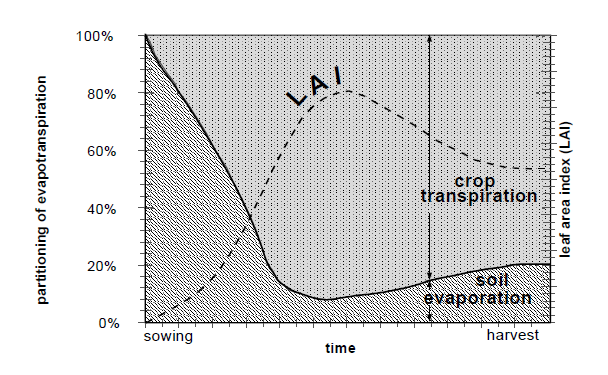 partitioning of evapotranspiration
100%
80%
60%
40%
20%
0%
LAI
crop
transpiration
soil
evaporation
leaf area index (LAI)
sowing
harvest
time